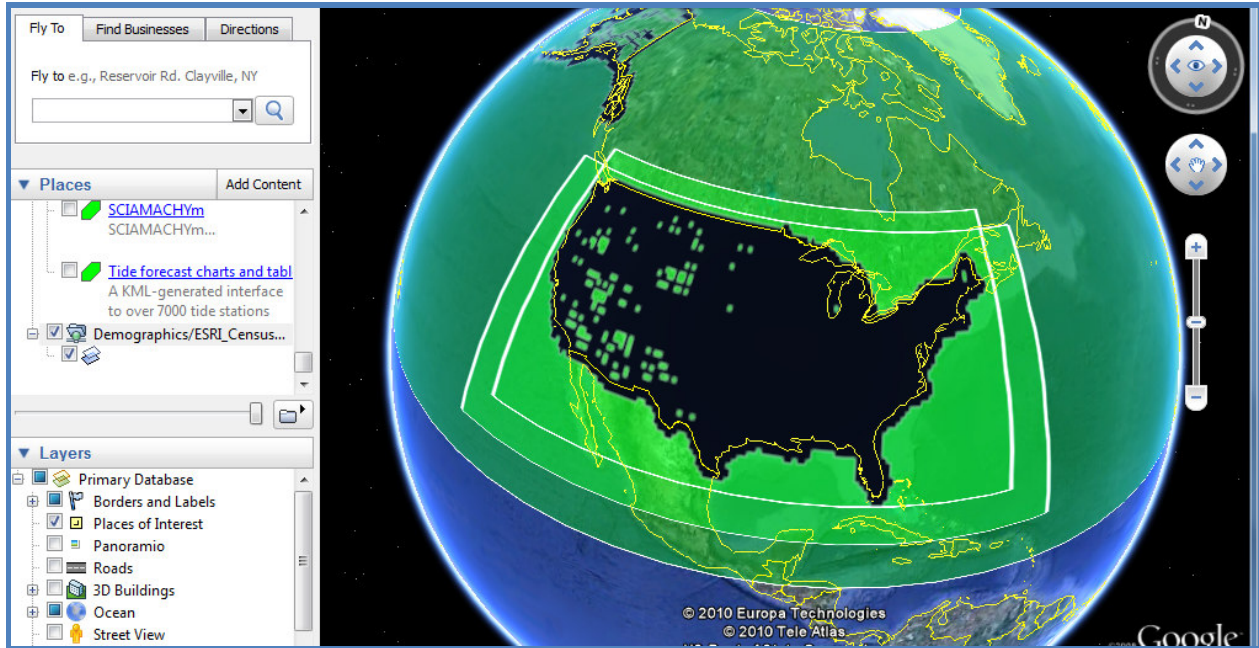 Fly To
Find Businesses
Directions
Fly to e.g., Reservoir Rd. Clayville, NY
Places
Add Content
SCIAMACHYm
SCIAMACHYm...
Tide forecast charts and tabl
A KML-generated interface
to over 7000 tide stations
Demographics/ESRI_Census...
Layers
Primary Database
Borders and Labels
Places of Interest
Panoramio
Roads
3D Buildings
Ocean
Street View
N
© 2010 Europa Technologies
© 2010 Tele Atlas
Google